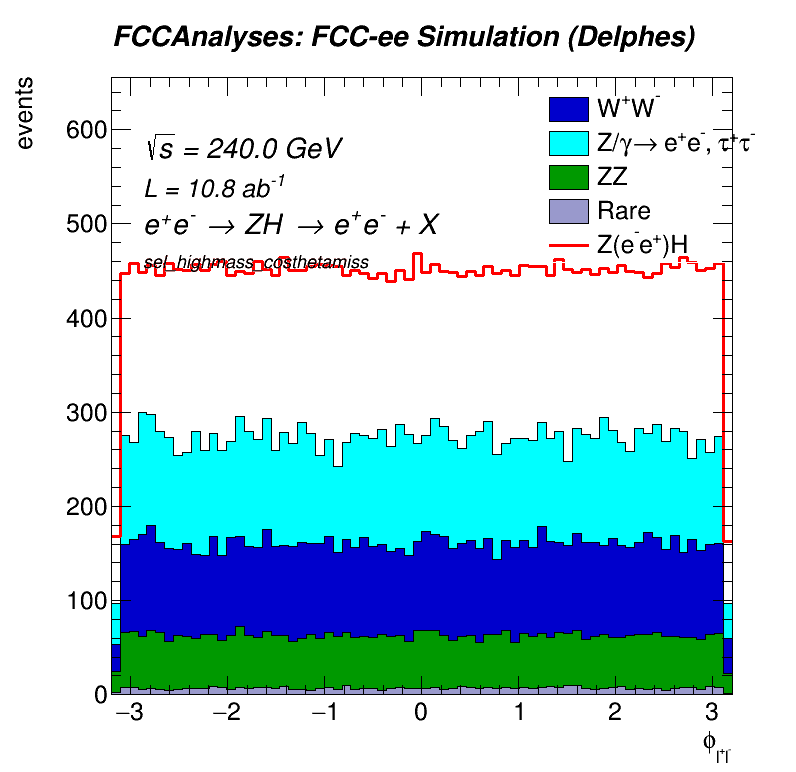 FCCAnalyses: FCC-ee Simulation (Delphes)
events
600
500
400
300
200
100
0
√s = 240.0 GeV
L = 10.8 ab⁻¹
e⁺e⁻ → ZH → e⁺e⁻ + X
sel_highmass_costhetamiss
W⁺W⁻
Z/γ→ e⁺e⁻, τ⁺τ⁻
ZZ
Rare
Z(e⁻e⁺)H
−3 −2 −1 0 1 2 3
ϕ_l⁺l⁻